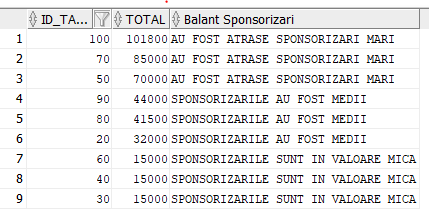 ID_TA... TOTAL Balant Sponsorizari
1 100 101800 AU FOST ATRASE SPONSORIZARI MARI
2 70 85000 AU FOST ATRASE SPONSORIZARI MARI
3 50 70000 AU FOST ATRASE SPONSORIZARI MARI
4 90 44000 SPONSORIZARILE AU FOST MEDII
5 80 41500 SPONSORIZARILE AU FOST MEDII
6 20 32000 SPONSORIZARILE AU FOST MEDII
7 60 15000 SPONSORIZARILE SUNT IN VALOARE MICA
8 40 15000 SPONSORIZARILE SUNT IN VALOARE MICA
9 30 15000 SPONSORIZARILE SUNT IN VALOARE MICA